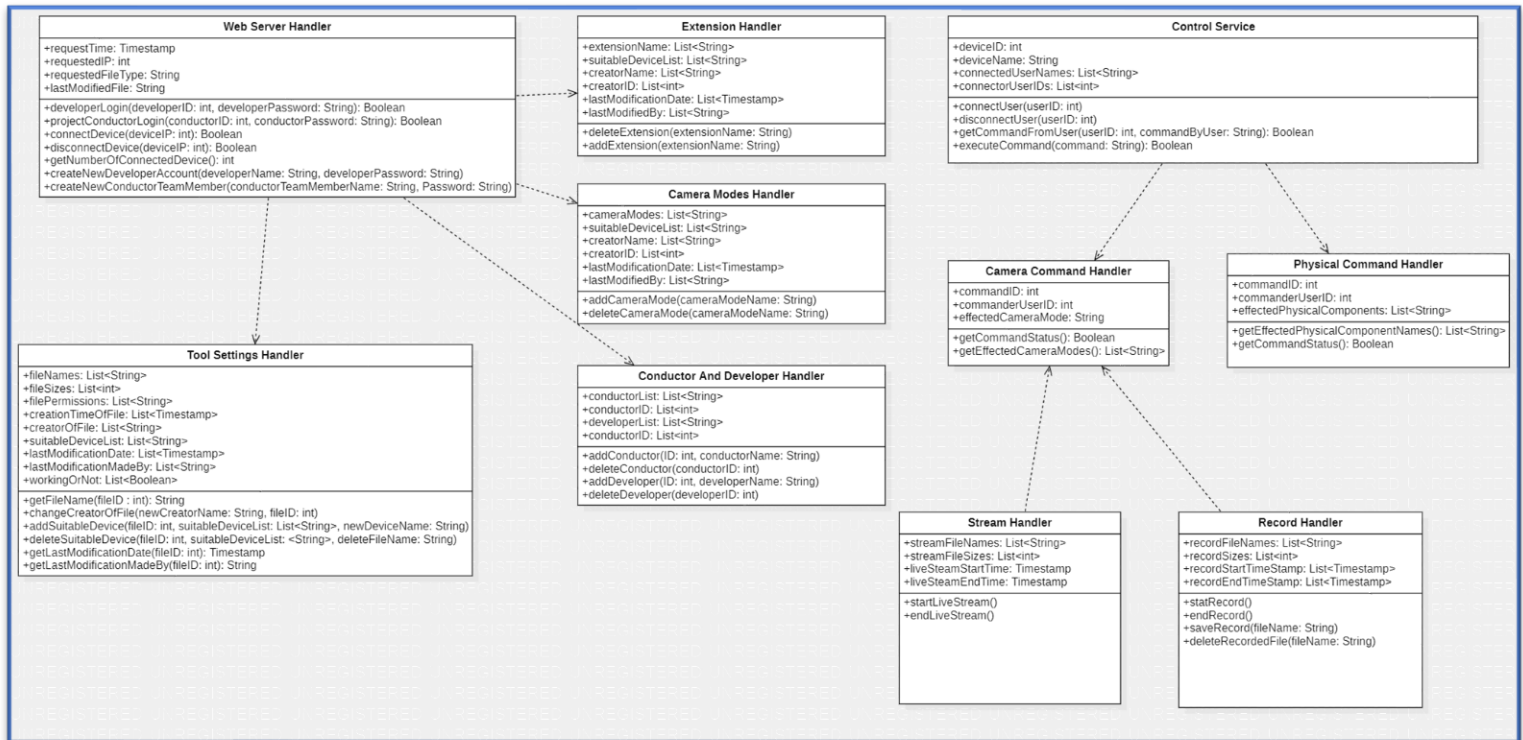 Web Server Handler
+requestTime: Timestamp
+requestedIP: int
+requestedFileType: String
+lastModifiedFile: String
+developerLogin(developerID: int, developerPassword: String): Boolean
+projectConductorLogin(conductorID: int, conductorPassword: String): Boolean
+connectDevice(deviceIP: int): Boolean
+disconnectDevice(deviceIP: int): Boolean
+getNumberOfConnectedDevice(): int
+createNewDeveloperAccount(developerName: String, developerPassword: String)
+createNewConductorTeamMember(conductorTeamMemberName: String, Password: String)
Extension Handler
+extensionName: List<String>
+suitableDeviceList: List<String>
+creatorName: List<String>
+creatorID: List<int>
+lastModificationDate: List<Timestamp>
+lastModifiedBy: List<String>
+deleteExtension(extensionName: String)
+addExtension(extensionName: String)
Control Service
+deviceID: int
+deviceName: String
+connectedUserNames: List<String>
+connectorUserIDs: List<int>
+connectUser(userID: int)
+disconnectUser(userID: int)
+getCommandFromUser(userID: int, commandByUser: String): Boolean
+executeCommand(command: String): Boolean
Camera Modes Handler
+cameraModes: List<String>
+suitableDeviceList: List<String>
+creatorName: List<String>
+creatorID: List<int>
+lastModificationDate: List<Timestamp>
+lastModifiedBy: List<String>
+addCameraMode(cameraModeName: String)
+deleteCameraMode(cameraModeName: String)
Camera Command Handler
+commandID: int
+commanderUserID: int
+effectedCameraMode: String
+getCommandStatus(): Boolean
+getEffectedCameraModes(): List<String>
Physical Command Handler
+commandID: int
+commanderUserID: int
+effectedPhysicalComponents: List<String>
+getEffectedPhysicalComponentNames(): List<String>
+getCommandStatus(): Boolean
Tool Settings Handler
+fileNames: List<String>
+fileSizes: List<int>
+filePermissions: List<String>
+creationTimeOfFile: List<Timestamp>
+creatorOfFile: List<String>
+suitableDeviceList: List<String>
+lastModificationDate: List<Timestamp>
+lastModificationMadeBy: List<String>
+workingOrNot: List<Boolean>
+getFileName(fileID : int): String
+changeCreatorOfFile(newCreatorName: String, fileID: int)
+addSuitableDevice(fileID: int, suitableDeviceList: List<String>, newDeviceName: String)
+deleteSuitableDevice(fileID: int, suitableDeviceList: <String>, deleteFileName: String)
+getLastModificationDate(fileID: int): Timestamp
+getLastModificationMadeBy(fileID: int): String
Conductor And Developer Handler
+conductorList: List<String>
+conductorID: List<int>
+developerList: List<String>
+conductorID: List<int>
+addConductor(ID: int, conductorName: String)
+deleteConductor(conductorID: int)
+addDeveloper(ID: int, developerName: String)
+deleteDeveloper(developerID: int)
Stream Handler
+streamFileNames: List<String>
+streamFileSizes: List<int>
+liveSteamStartTime: Timestamp
+liveSteamEndTime: Timestamp
+startLiveStream()
+endLiveStream()
Record Handler
+recordFileNames: List<String>
+recordSizes: List<int>
+recordStartTimeStamp: List<Timestamp>
+recordEndTimeStamp: List<Timestamp>
+statRecord()
+endRecord()
+saveRecord(fileName: String)
+deleteRecordedFile(fileName: String)